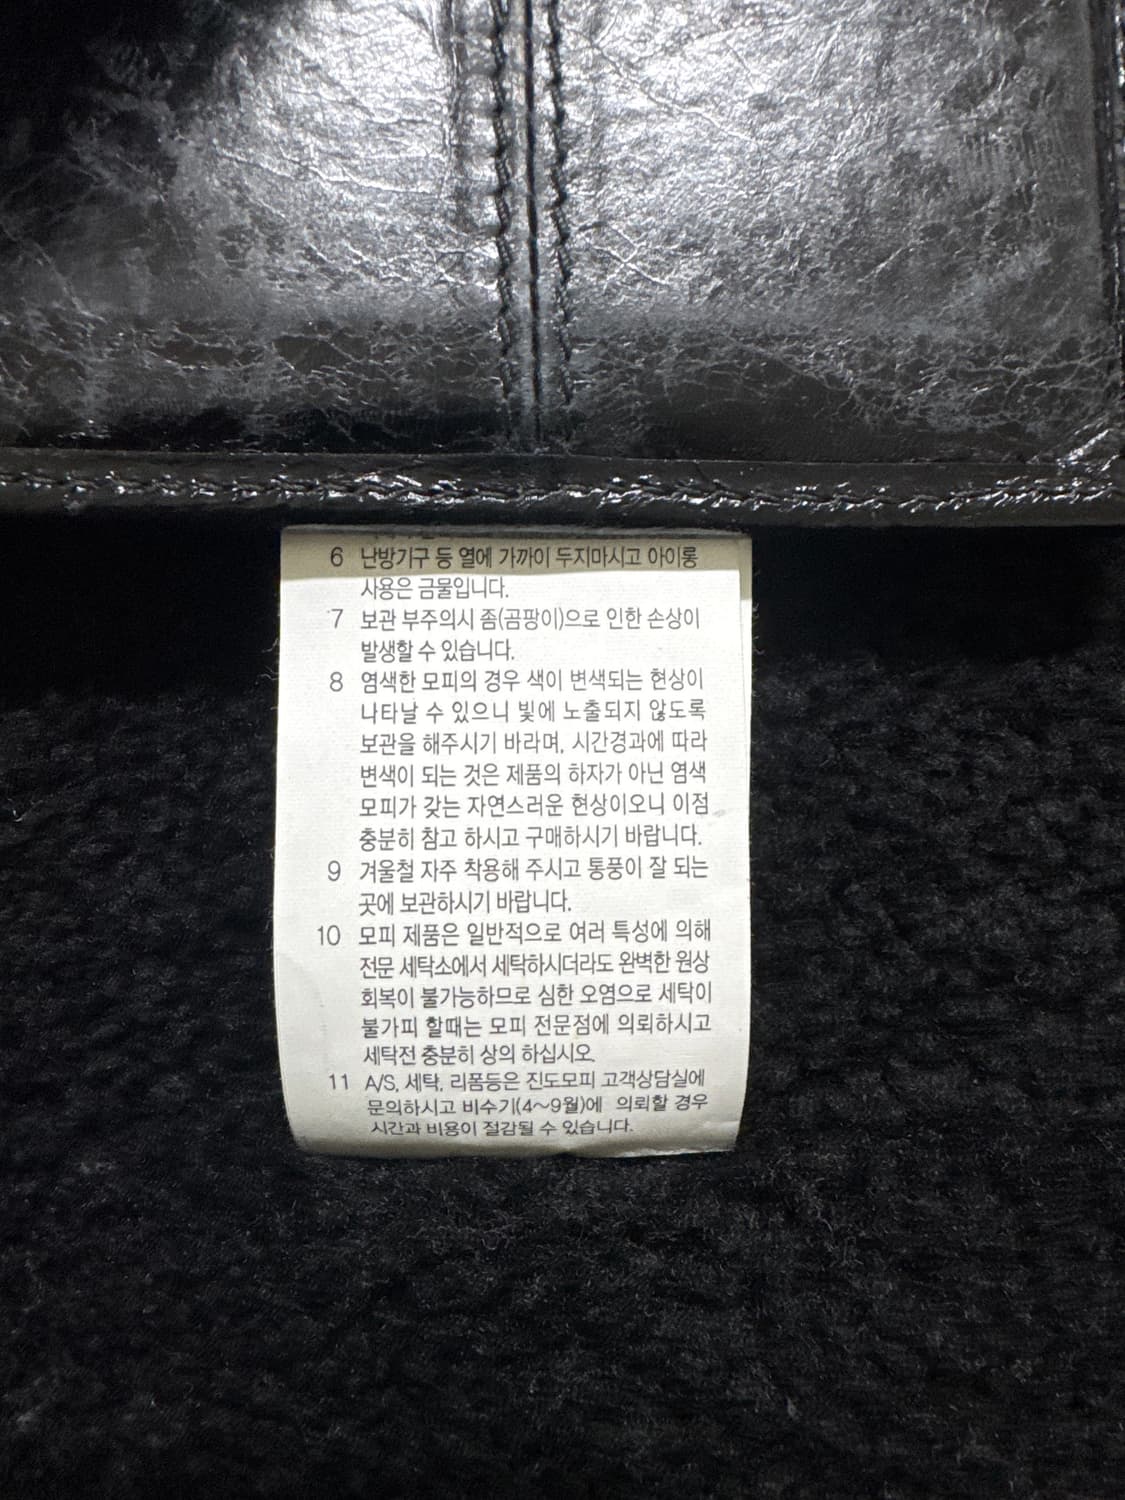 6 난방기구 등 열에 가까이 두지마시고 아이롱
사용은 금물입니다.
7 보관 부주의시 좀(곰팡이)으로 인한 손상이
발생할 수 있습니다.
8 염색한 모피의 경우 색이 변색되는 현상이
나타날 수 있으니 빛에 노출되지 않도록
보관을 해주시기 바라며, 시간경과에 따라
변색이 되는 것은 제품의 하자가 아닌 염색
모피가 갖는 자연스러운 현상이오니 이점
충분히 참고 하시고 구매하시기 바랍니다.
9 겨울철 자주 착용해 주시고 통풍이 잘 되는
곳에 보관하시기 바랍니다.
10 모피 제품은 일반적으로 여러 특성에 의해
전문 세탁소에서 세탁하시더라도 완벽한 원상
회복이 불가능하므로 심한 오염으로 세탁이
불가피 할때는 모피 전문점에 의뢰하시고
세탁전 충분히 상의 하십시오.
11 A/S, 세탁, 리폼등은 진도모피 고객상담실에
문의하시고 비수기(4~9월)에 의뢰할 경우
시간과 비용이 절감될 수 있습니다.